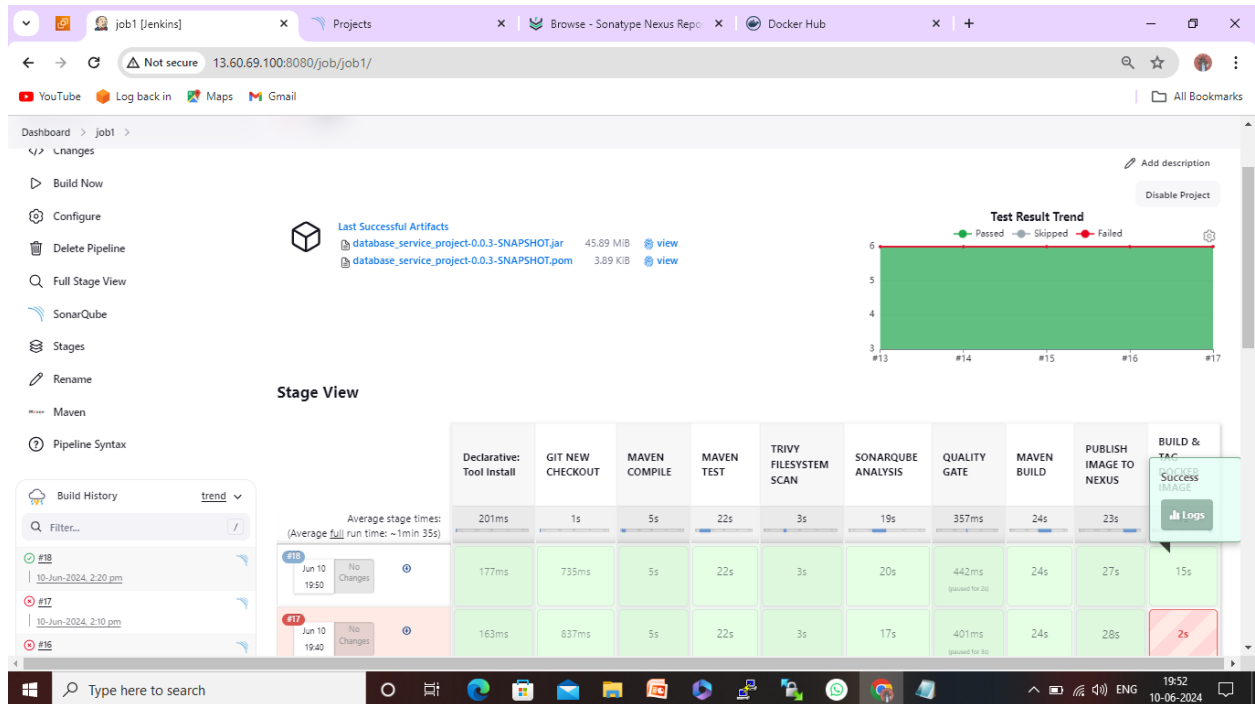 job1 [Jenkins]
Projects
Browse - Sonatype Nexus Repo
Docker Hub
Not secure
13.60.69.100:8080/job/job1/
YouTube
Log back in
Maps
Gmail
All Bookmarks
Dashboard > job1 >
Changes
Build Now
Configure
Delete Pipeline
Full Stage View
SonarQube
Stages
Rename
Maven
Pipeline Syntax
Add description
Disable Project
Last Successful Artifacts
database_service_project-0.0.3-SNAPSHOT.jar 45.89 MiB view
database_service_project-0.0.3-SNAPSHOT.pom 3.89 KiB view
Test Result Trend
Passed Skipped Failed
6
5
4
3
#13 #14 #15 #16 #17
Stage View
Declarative:
Tool Install
GIT NEW
CHECKOUT
MAVEN
COMPILE
MAVEN
TEST
TRIVY
FILESYSTEM
SCAN
SONARQUBE
ANALYSIS
QUALITY
GATE
MAVEN
BUILD
PUBLISH
IMAGE TO
NEXUS
BUILD &
TAG
DOCKER
IMAGE
Success
Logs
Average stage times:
(Average full run time: ~1min 35s)
201ms 1s 5s 22s 3s 19s 357ms 24s 23s
#18
Jun 10
19:50
No
Changes
177ms 735ms 5s 22s 3s 20s 442ms 24s 27s 15s
(paused for 2s)
#17
Jun 10
19:40
No
Changes
163ms 837ms 5s 22s 3s 17s 401ms 24s 28s 2s
Build History trend
Filter... /
#18
10-Jun-2024, 2:20 pm
#17
10-Jun-2024, 2:10 pm
#16
Type here to search
ENG
19:52
10-06-2024